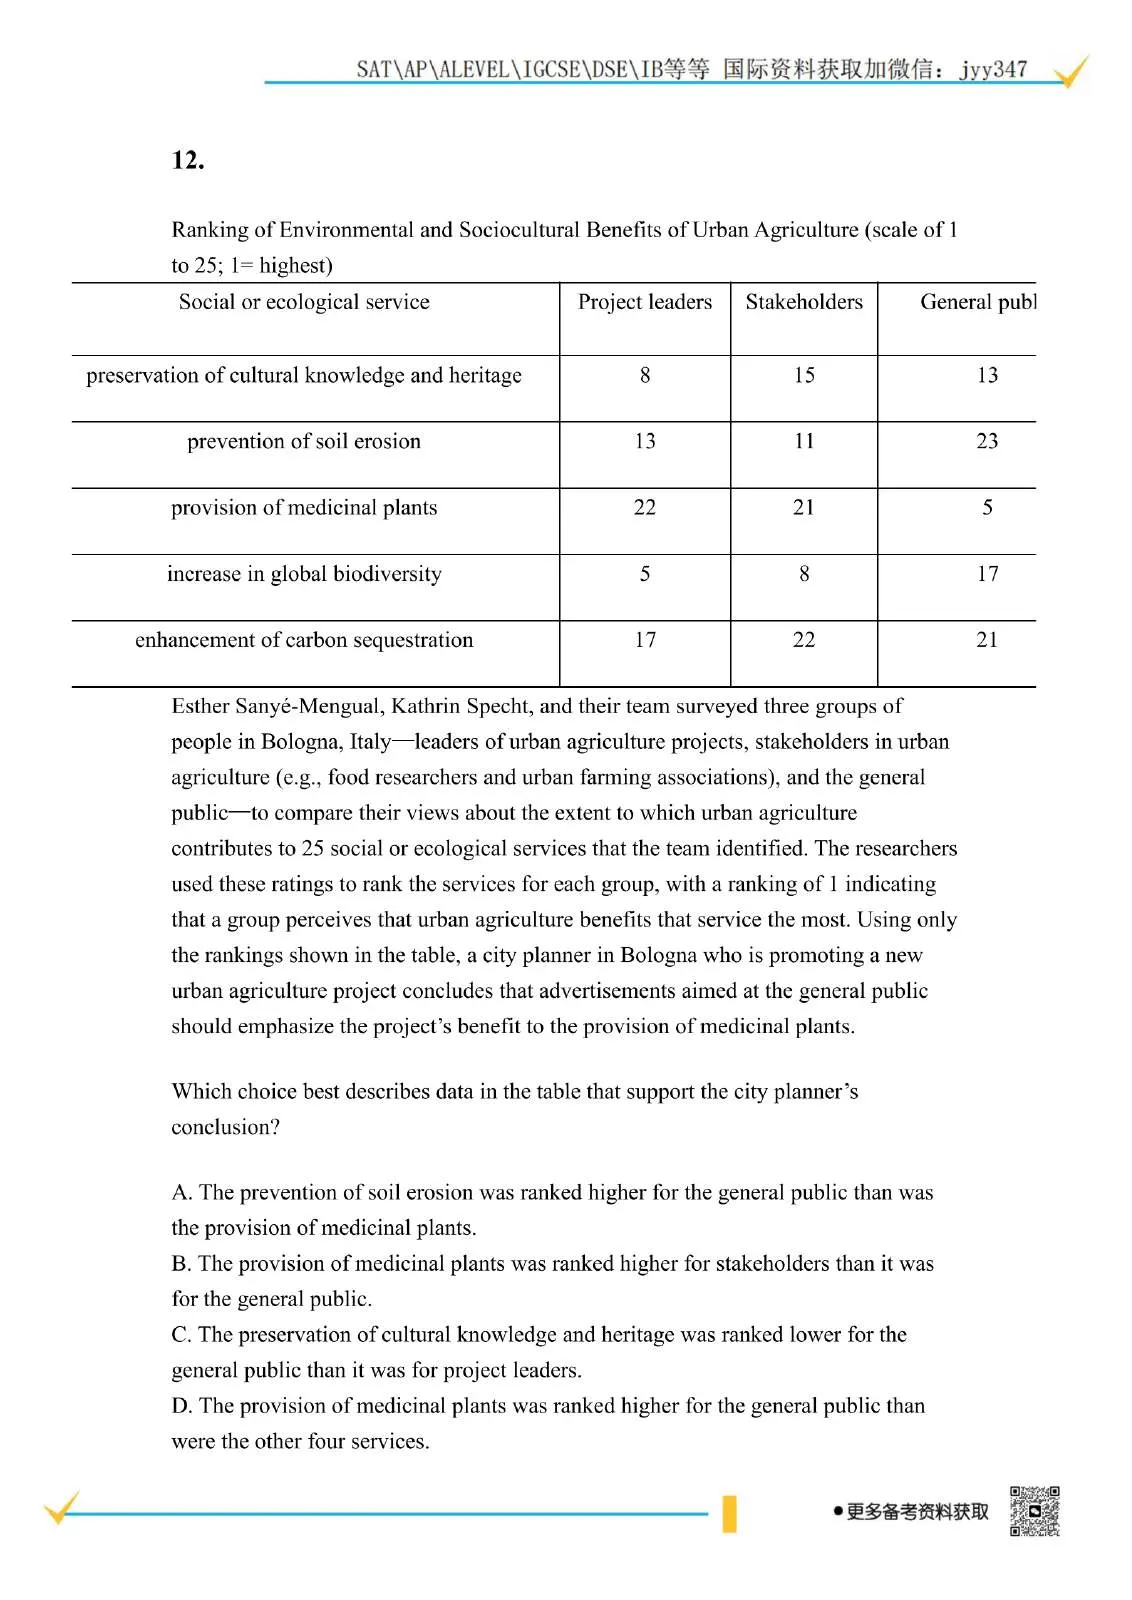 SAT\AP\ALEVEL\IGCSE\DSE\IB等等 国际资料获取加微信：jyy347
12.
Ranking of Environmental and Sociocultural Benefits of Urban Agriculture (scale of 1
to 25; 1= highest)
Social or ecological service Project leaders Stakeholders General publ
preservation of cultural knowledge and heritage 8 15 13
prevention of soil erosion 13 11 23
provision of medicinal plants 22 21 5
increase in global biodiversity 5 8 17
enhancement of carbon sequestration 17 22 21
Esther Sanyé-Mengual, Kathrin Specht, and their team surveyed three groups of
people in Bologna, Italy—leaders of urban agriculture projects, stakeholders in urban
agriculture (e.g., food researchers and urban farming associations), and the general
public—to compare their views about the extent to which urban agriculture
contributes to 25 social or ecological services that the team identified. The researchers
used these ratings to rank the services for each group, with a ranking of 1 indicating
that a group perceives that urban agriculture benefits that service the most. Using only
the rankings shown in the table, a city planner in Bologna who is promoting a new
urban agriculture project concludes that advertisements aimed at the general public
should emphasize the project’s benefit to the provision of medicinal plants.
Which choice best describes data in the table that support the city planner’s
conclusion?
A. The prevention of soil erosion was ranked higher for the general public than was
the provision of medicinal plants.
B. The provision of medicinal plants was ranked higher for stakeholders than it was
for the general public.
C. The preservation of cultural knowledge and heritage was ranked lower for the
general public than it was for project leaders.
D. The provision of medicinal plants was ranked higher for the general public than
were the other four services.
●更多备考资料获取